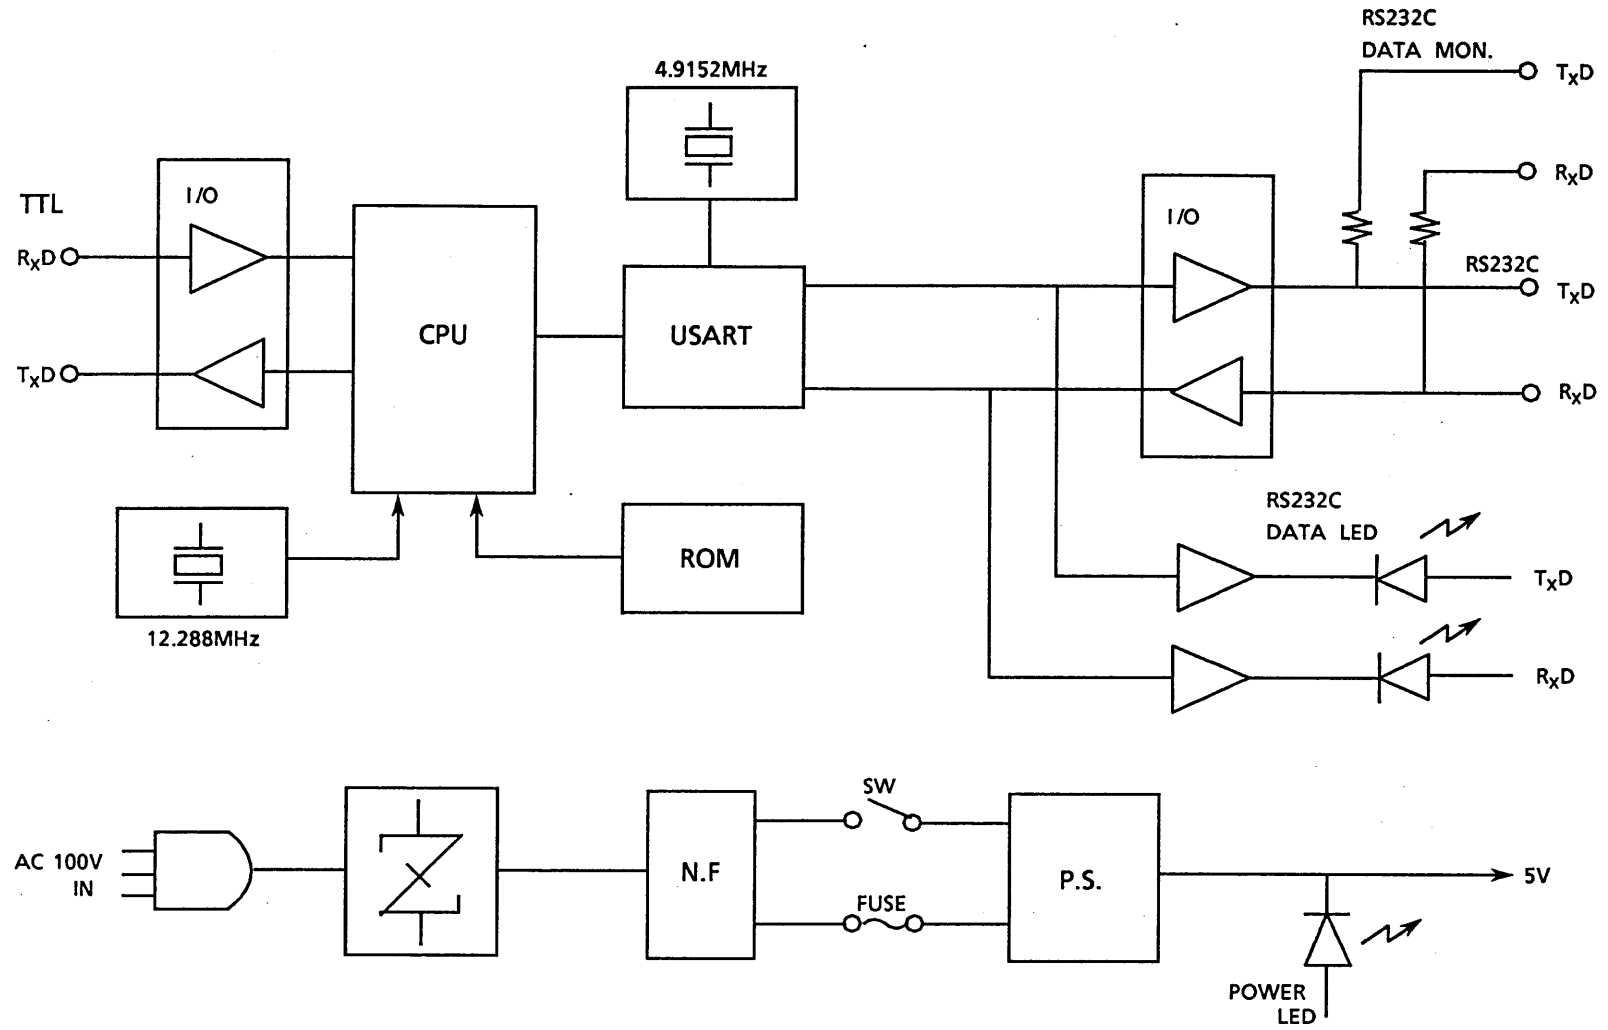 RS232C
DATA MON.
TxD
4.9152MHz
RxD
I/O
TTL
I/O
RxD
RS232C
TxD
CPU
USART
TxD
RxD
RS232C
DATA LED
ROM
TxD
12.288MHz
RxD
SW
AC 100V
IN
N.F
P.S.
5V
FUSE
POWER
LED